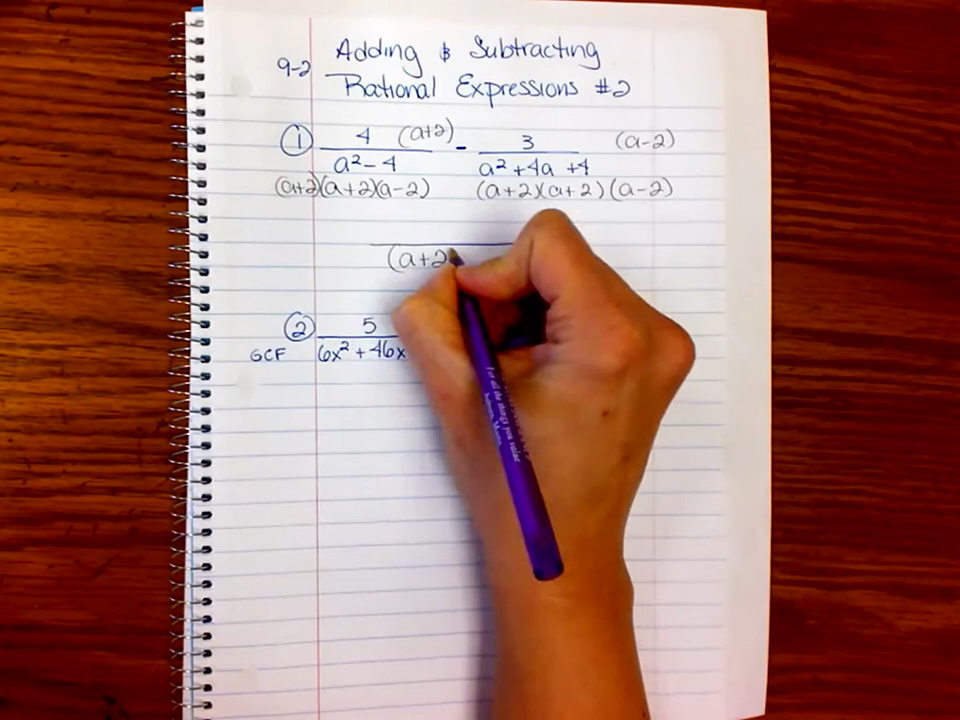 9-2 Adding & Subtracting
Rational Expressions #2
① 4 (a+2) - 3 (a-2)
a² - 4 a² + 4a + 4
(a+2)(a+2)(a-2) (a+2)(a+2)(a-2)
(a+2)
② 5
GCF 6x² + 46x